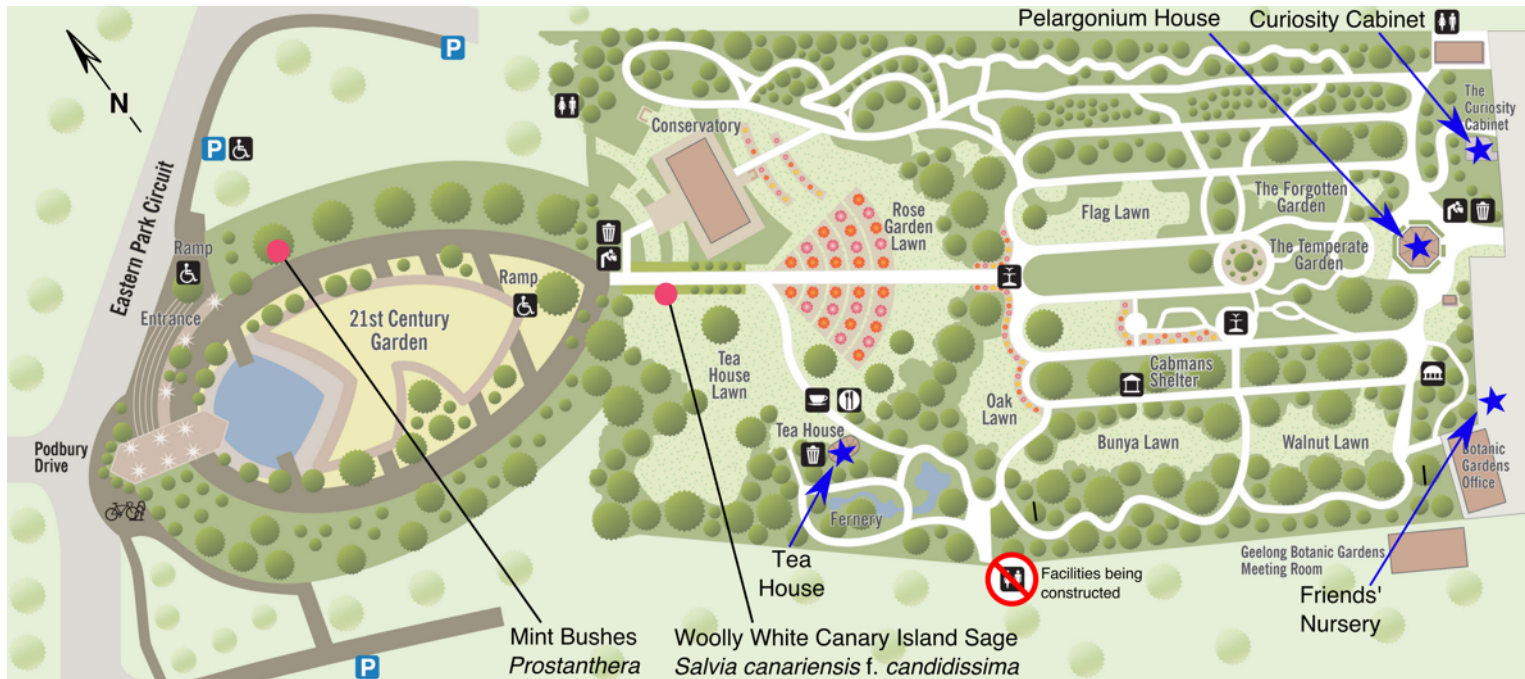 Pelargonium House
Curiosity Cabinet
P
N
The
Curiosity
Cabinet
Conservatory
P
Eastern Park Circuit
Rose
Garden
Lawn
Flag Lawn
The Forgotten
Garden
Ramp
Ramp
The Temperate
Garden
Entrance
21st Century
Garden
Tea
House
Lawn
Cabmans
Shelter
Oak
Lawn
Tea House
Bunya Lawn
Walnut Lawn
Podbury
Drive
Botanic
Gardens
Office
Fernery
Geelong Botanic Gardens
Meeting Room
Tea
House
Facilities being
constructed
Friends'
Nursery
Mint Bushes
Prostanthera
Woolly White Canary Island Sage
Salvia canariensis f. candidissima
P